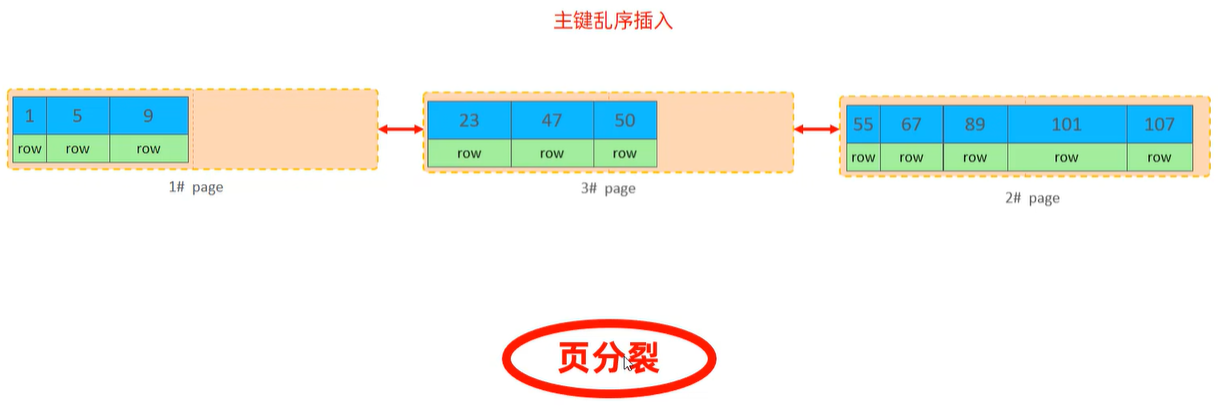 主键乱序插入
1 5 9
row row row
1# page
23 47 50
row row row
3# page
55 67 89 101 107
row row row row row
2# page
页分裂